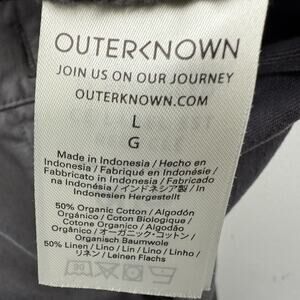 OUTERKNOWN
JOIN US ON OUR JOURNEY
OUTERKNOWN.COM
L
G
Made in Indonesia / Hecho en
Indonesia / Fabriqué en Indonésie /
Fabbricato in Indonesia / Fabricado
na Indonésia / インドネシア製 / In
Indonesien Hergestellt
50% Organic Cotton / Algodón
Orgánico / Coton Biologique /
Cotone Organico / Algodão
Orgânico / オーガニック・コットン /
Organisch Baumwole
50% Linen / Lino / Lin / Lino / Linho /
リネン / Leinen Flachs